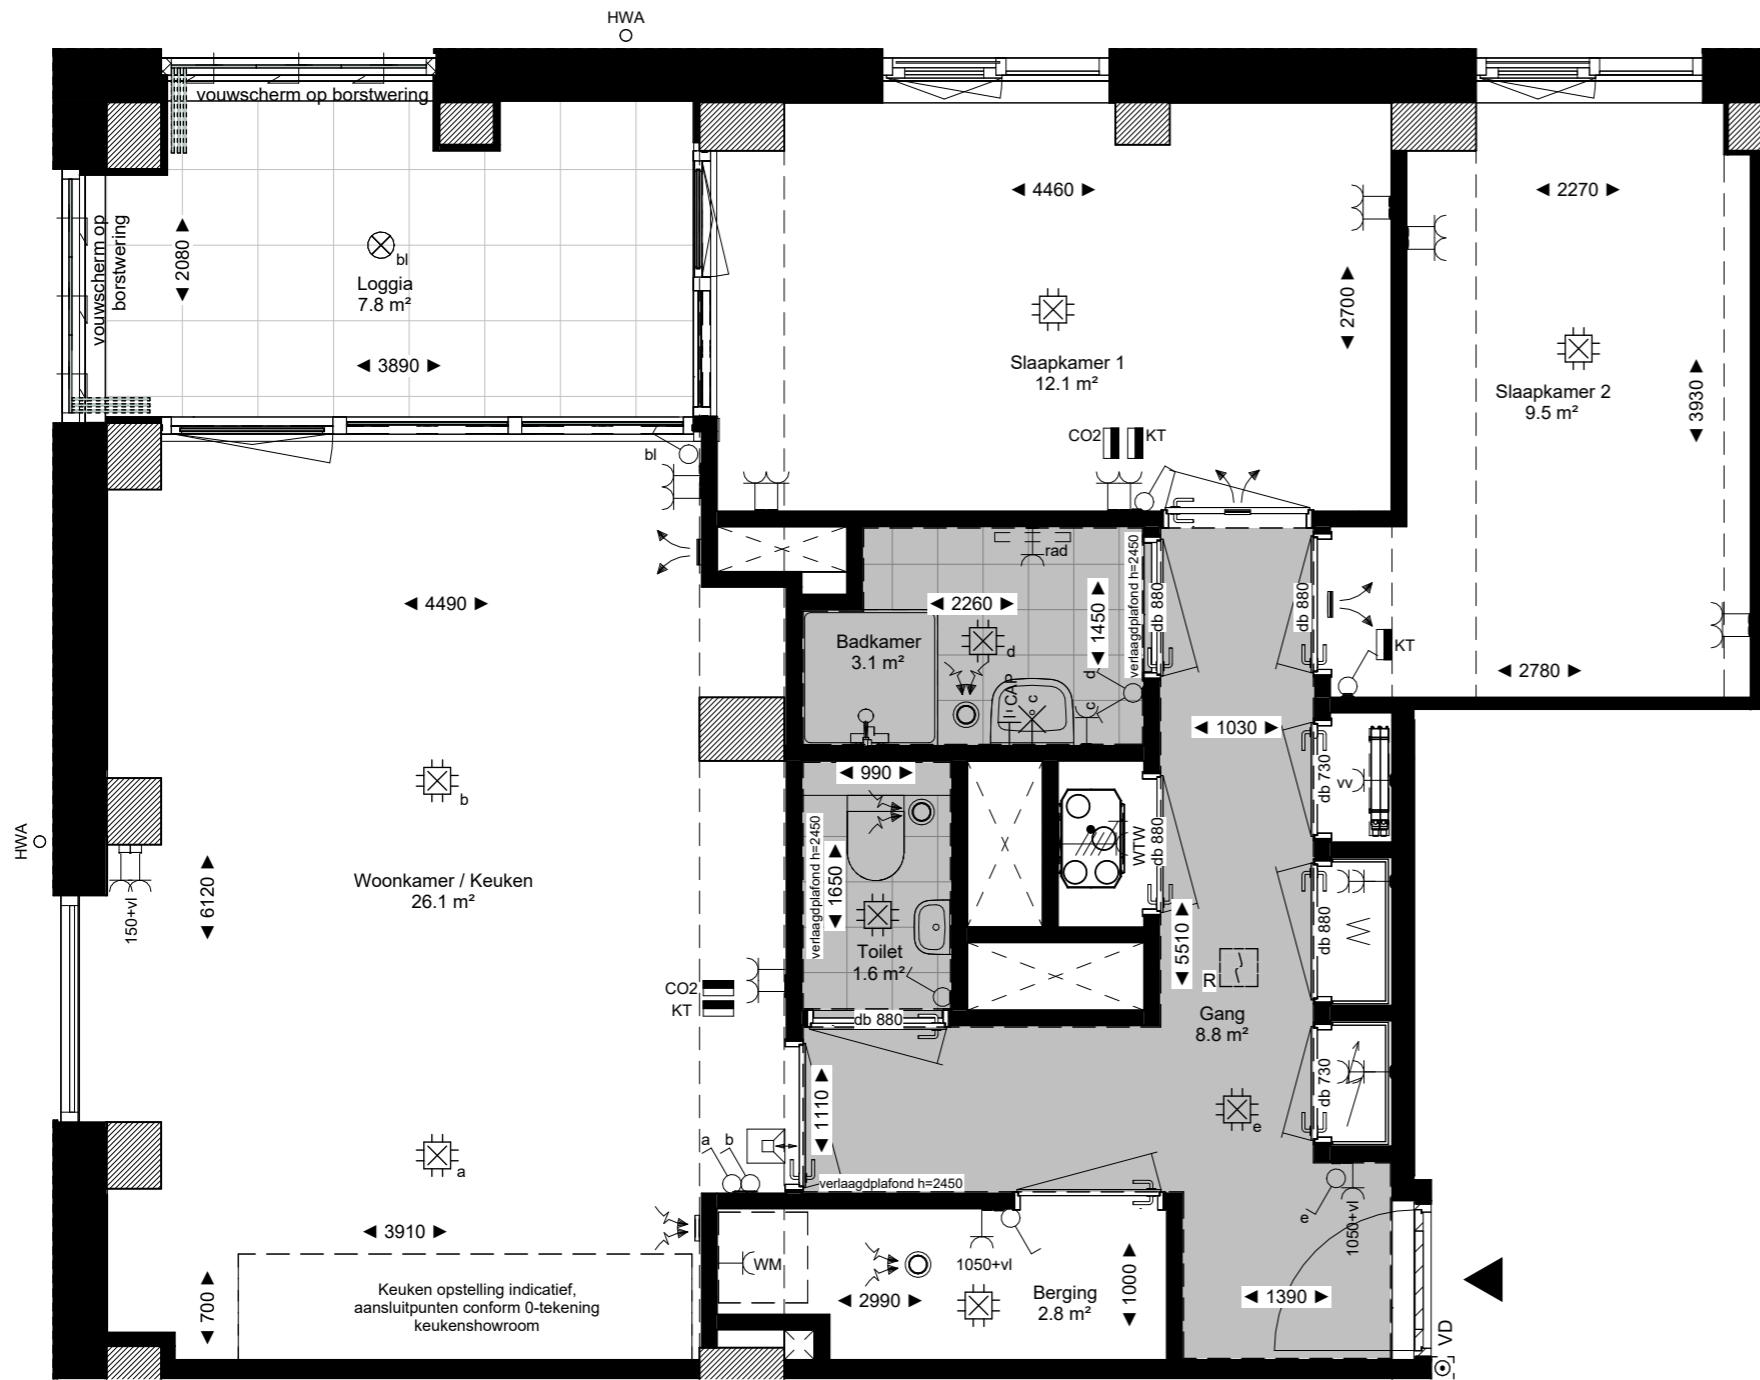 HWA
vouwscherm op borstwering
vouwscherm op
borstwering
◄ 2080 ►
bl
Loggia
7.8 m²
◄ 3890 ►
◄ 4460 ►
◄ 2700 ►
Slaapkamer 1
12.1 m²
CO2
KT
◄ 2270 ►
Slaapkamer 2
9.5 m²
◄ 3930 ►
bl
rad
verlaagdplafond h=2450
◄ 4490 ►
◄ 2260 ►
◄ 1450 ►
db 880
db 880
Badkamer
3.1 m²
d
d
CAP
c
c
KT
◄ 2780 ►
◄ 1030 ►
db 730
vv
◄ 990 ►
b
HWA
verlaagdplafond h=2450
◄ 1650 ►
WTW
db 880
Woonkamer / Keuken
26.1 m²
◄ 6120 ►
150+vl
◄ 5510 ►
db 880
Toilet
1.6 m²
CO2
KT
R
db 880
Gang
8.8 m²
db 730
◄ 1110 ►
a
a
b
e
verlaagdplafond h=2450
e
1050+vl
◄ 3910 ►
WM
1050+vl
Keuken opstelling indicatief,
aansluitpunten conform 0-tekening
keukenshowroom
◄ 700 ►
◄ 2990 ►
Berging
2.8 m²
◄ 1000 ►
◄ 1390 ►
VD